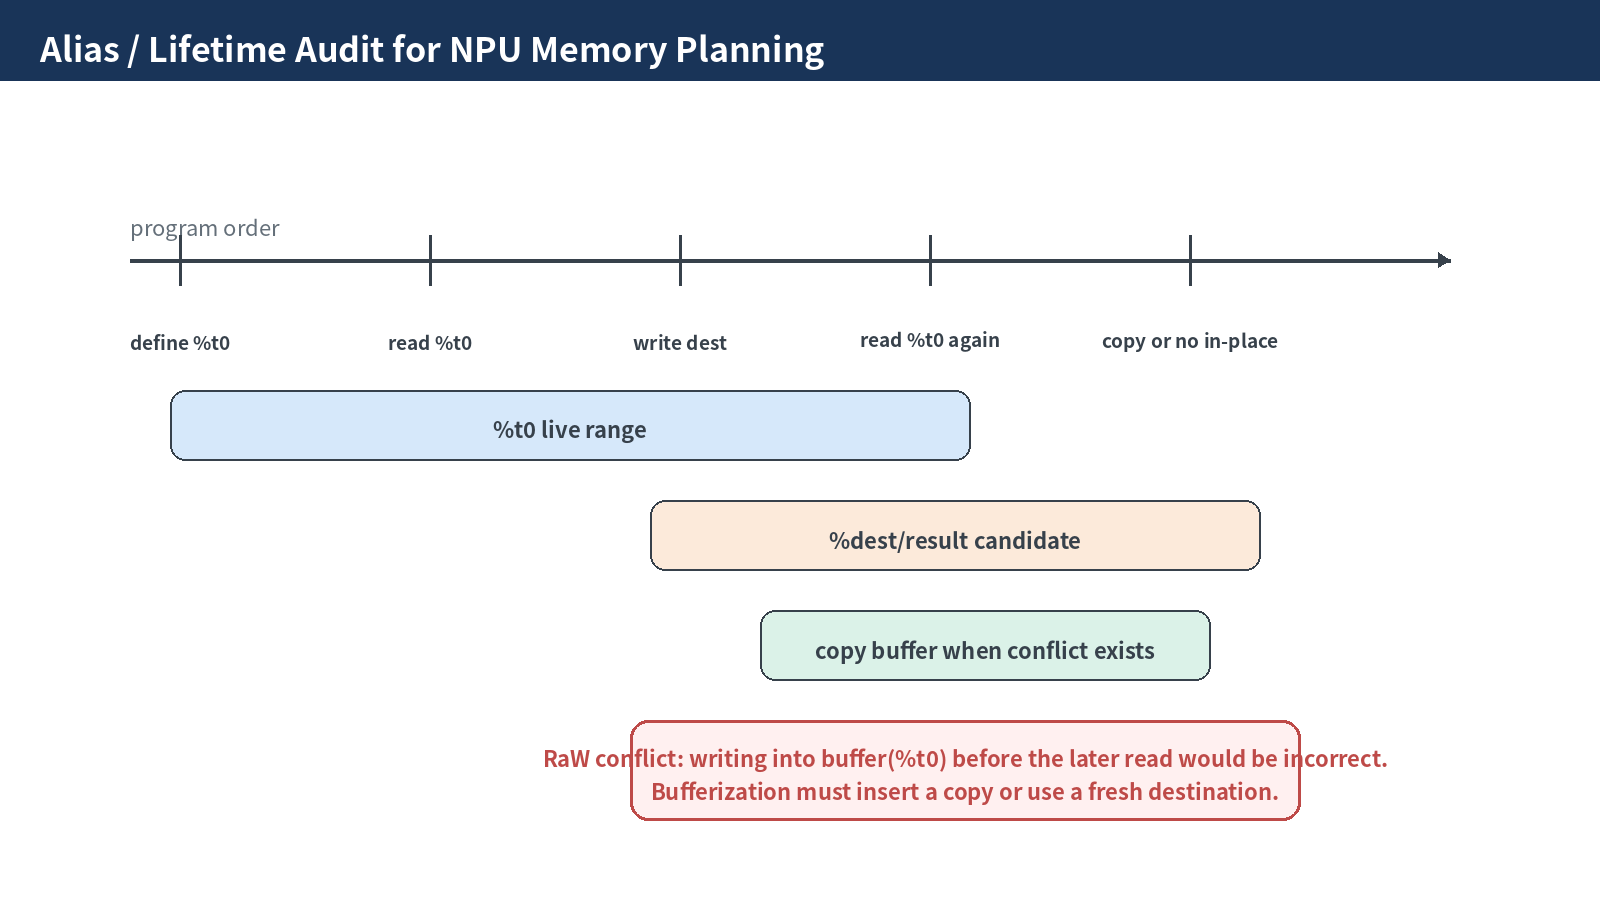 Alias / Lifetime Audit for NPU Memory Planning
program order
define %t0
read %t0
write dest
read %t0 again
copy or no in-place
%t0 live range
%dest/result candidate
copy buffer when conflict exists
RaW conflict: writing into buffer(%t0) before the later read would be incorrect.
Bufferization must insert a copy or use a fresh destination.